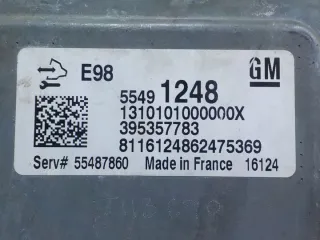 E98 GM
5549 1248
1310101000000X
395357783
8116124862475369
Serv# 55487860 Made in France 16124